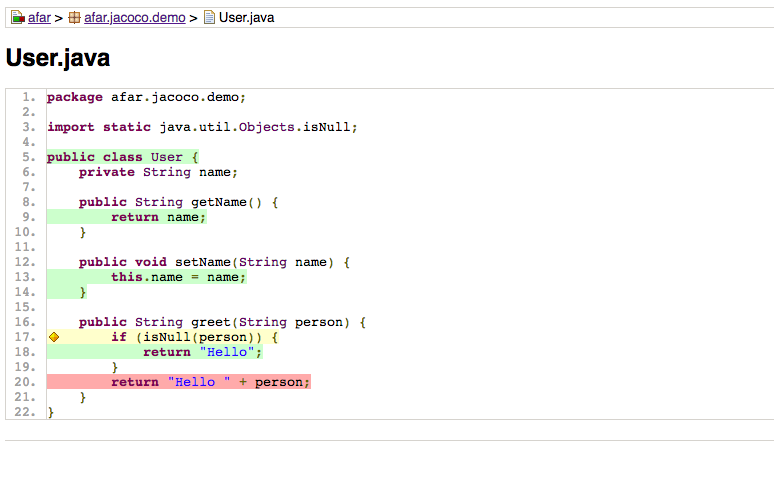 afar > afar.jacoco.demo > User.java
User.java
1. package afar.jacoco.demo;
2.
3. import static java.util.Objects.isNull;
4.
5. public class User {
6.     private String name;
7.
8.     public String getName() {
9.         return name;
10.     }
11.
12.     public void setName(String name) {
13.         this.name = name;
14.     }
15.
16.     public String greet(String person) {
17.         if (isNull(person)) {
18.             return "Hello";
19.         }
20.         return "Hello " + person;
21.     }
22. }